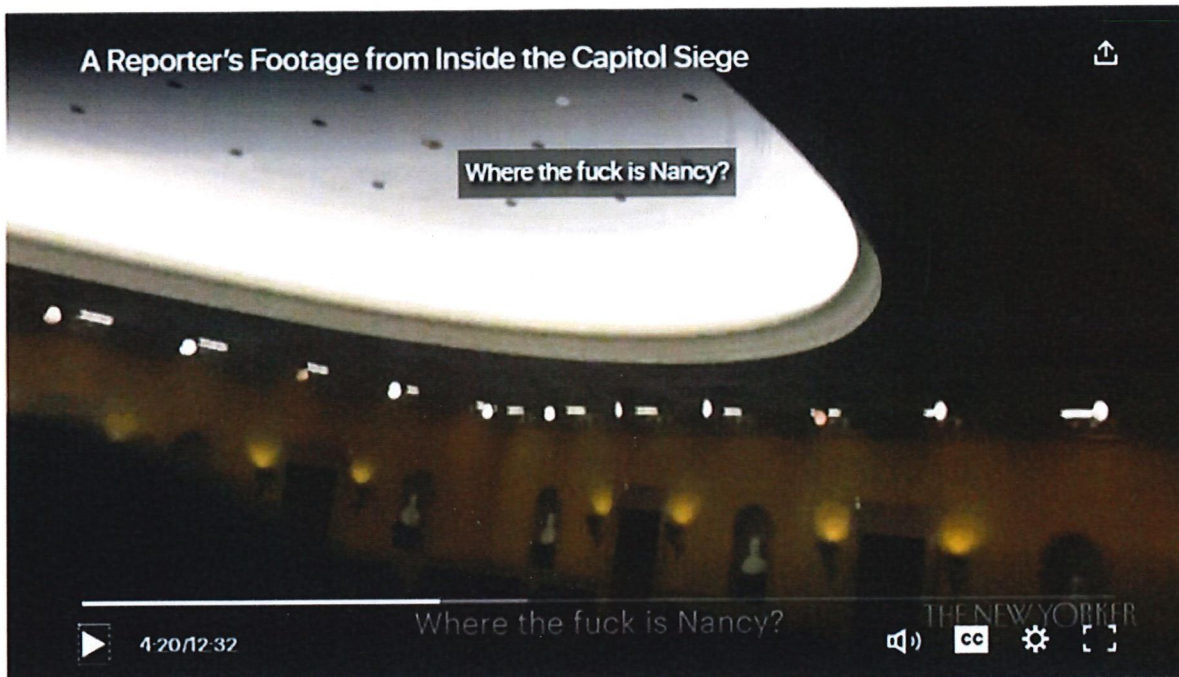 A Reporter's Footage from Inside the Capitol Siege
Where the fuck is Nancy?
Where the fuck is Nancy?
THE NEW YORKER
4:20/12:32
CC